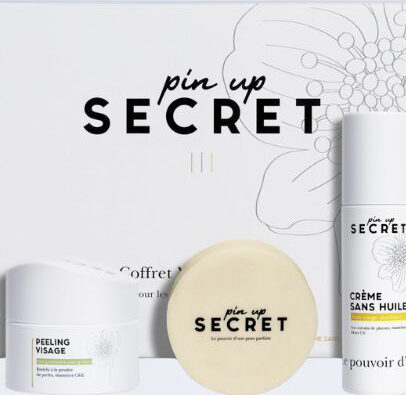 pin up
SECRET
Coffret
our les
pin up
SECRET
CRÈME
SANS HUILE
PEELING
VISAGE
Enrichi à la poudre
de perles, vitamines C&E
pin up
SECRET
Le pouvoir d'une peau parfaite
e pouvoir d'